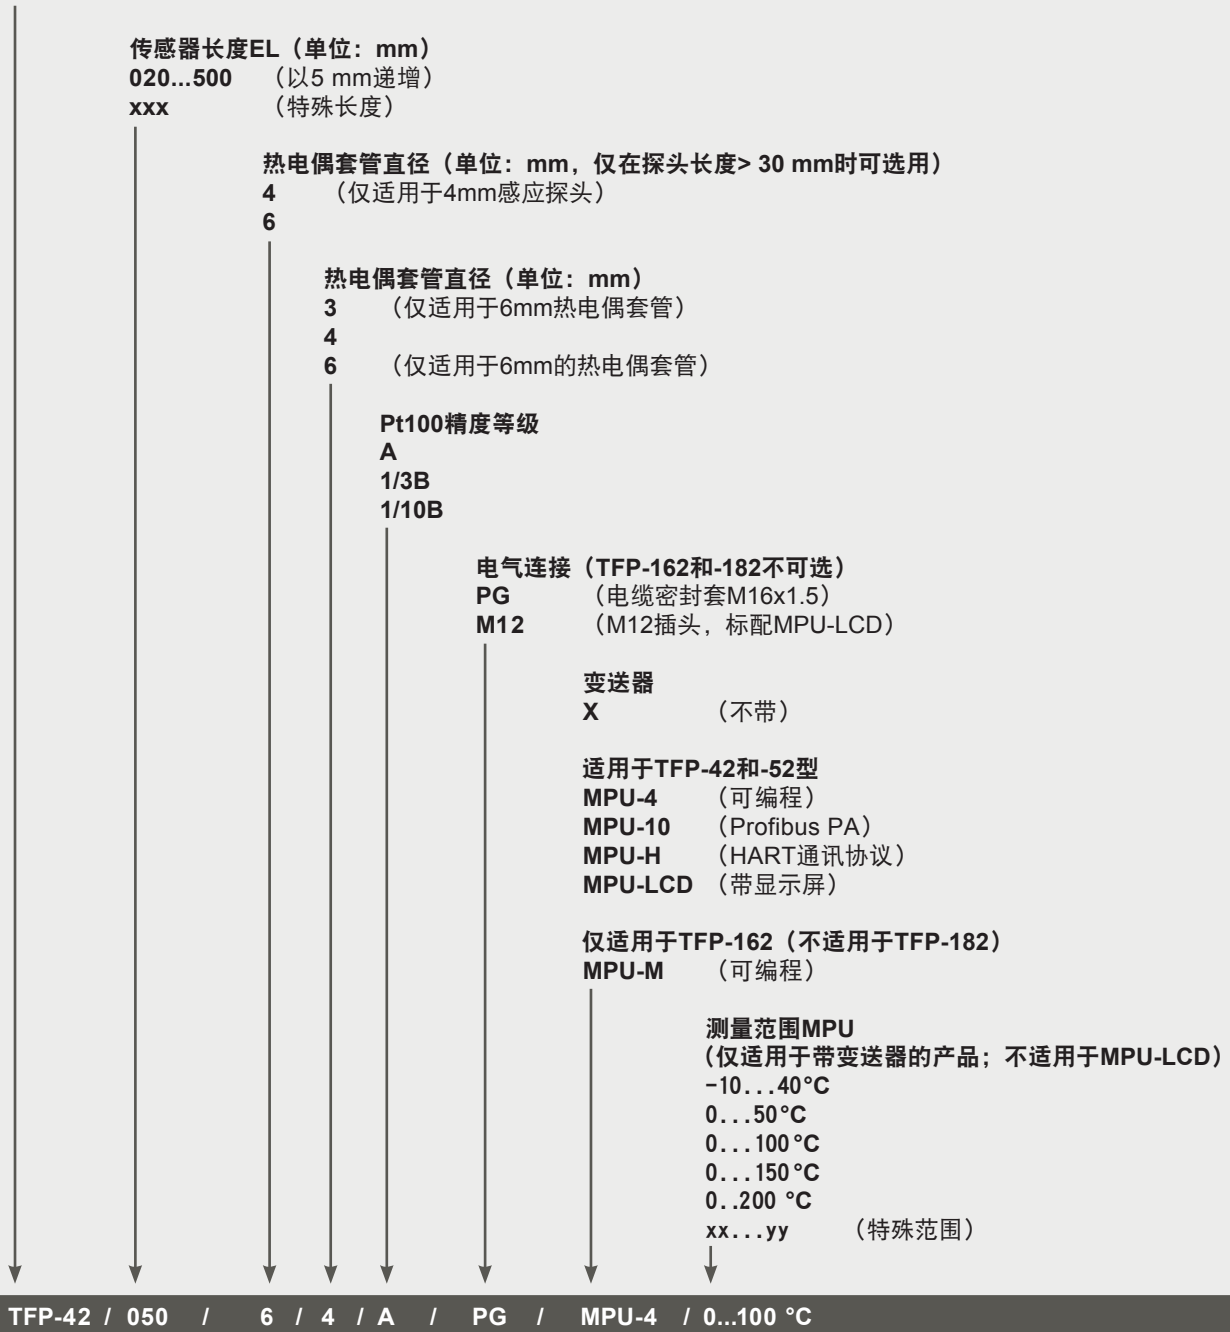 传感器长度EL（单位：mm）
020...500 （以5 mm递增）
xxx （特殊长度）
热电偶套管直径（单位：mm，仅在探头长度> 30 mm时可选用）
4 （仅适用于4mm感应探头）
6
热电偶套管直径（单位：mm）
3 （仅适用于6mm热电偶套管）
4
6 （仅适用于6mm的热电偶套管）
Pt100精度等级
A
1/3B
1/10B
电气连接（TFP-162和-182不可选）
PG （电缆密封套M16x1.5）
M12 （M12插头，标配MPU-LCD）
变送器
X （不带）
适用于TFP-42和-52型
MPU-4 （可编程）
MPU-10 （Profibus PA）
MPU-H （HART通讯协议）
MPU-LCD （带显示屏）
仅适用于TFP-162（不适用于TFP-182）
MPU-M （可编程）
测量范围MPU
（仅适用于带变送器的产品；不适用于MPU-LCD）
-10...40°C
0...50°C
0...100°C
0...150°C
0..200 °C
xx...yy （特殊范围）
TFP-42 / 050 / 6 / 4 / A / PG / MPU-4 / 0...100 °C